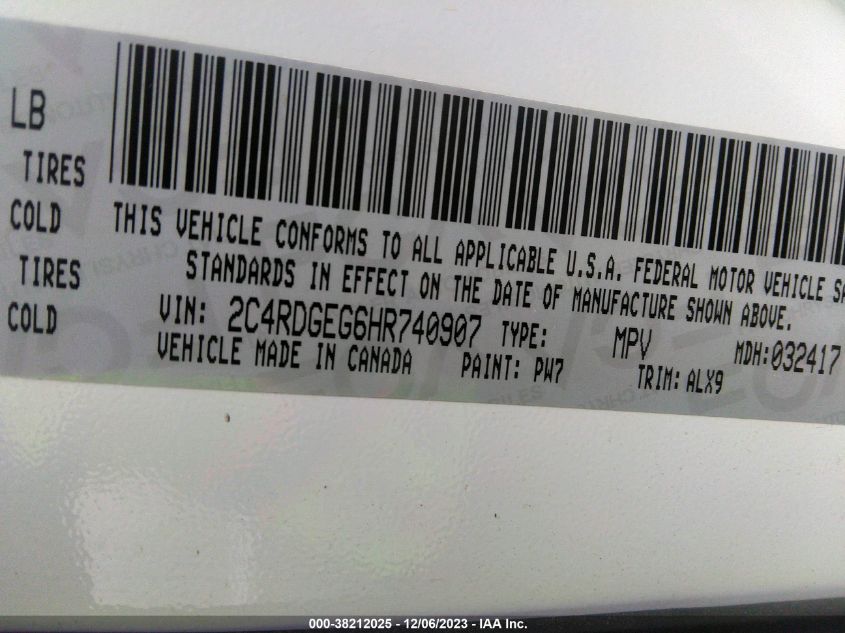 LB
TIRES
COLD
TIRES
COLD
THIS VEHICLE CONFORMS TO ALL APPLICABLE U.S.A. FEDERAL MOTOR VEHICLE SA
STANDARDS IN EFFECT ON THE DATE OF MANUFACTURE SHOWN ABOVE.
VIN: 2C4RDGEG6HR740907 TYPE: MPV MDH:032417
VEHICLE MADE IN CANADA PAINT: PW7 TRIM: ALX9
000-38212025 - 12/06/2023 - IAA Inc.